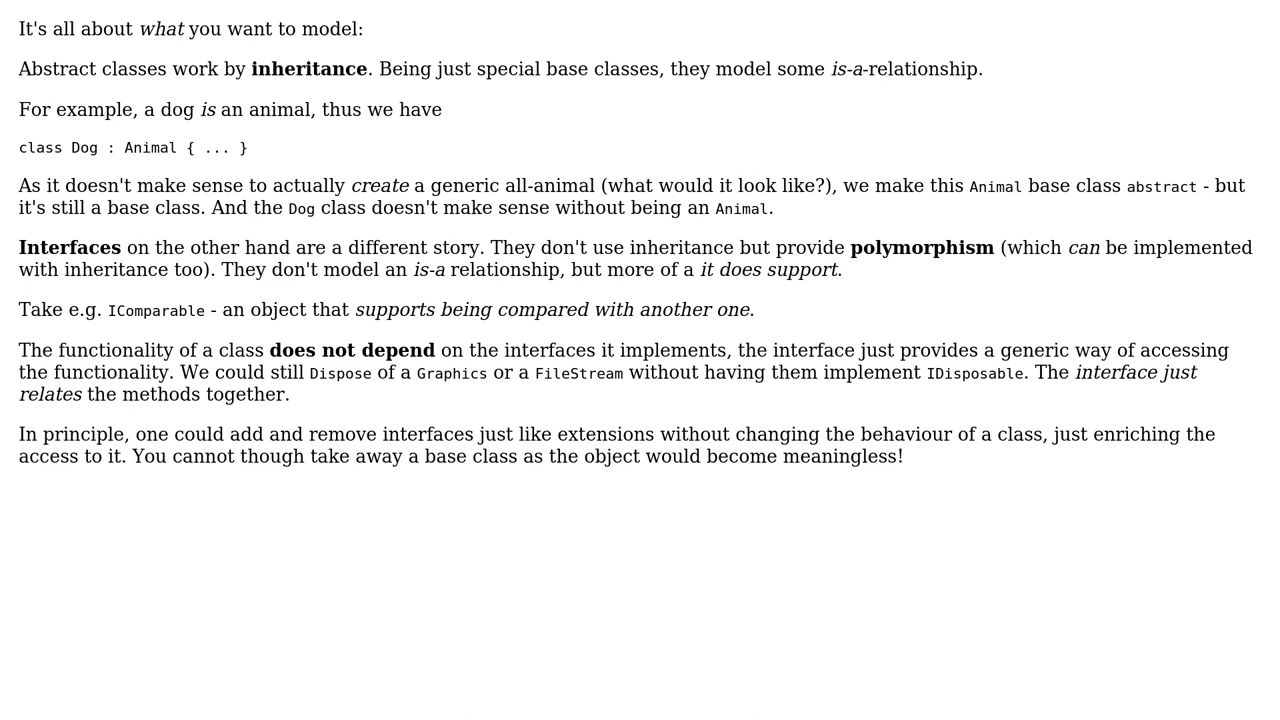 It's all about what you want to model:
Abstract classes work by inheritance. Being just special base classes, they model some is-a-relationship.
For example, a dog is an animal, thus we have
class Dog : Animal { ... }
As it doesn't make sense to actually create a generic all-animal (what would it look like?), we make this Animal base class abstract - but
it's still a base class. And the Dog class doesn't make sense without being an Animal.
Interfaces on the other hand are a different story. They don't use inheritance but provide polymorphism (which can be implemented
with inheritance too). They don't model an is-a relationship, but more of a it does support.
Take e.g. IComparable - an object that supports being compared with another one.
The functionality of a class does not depend on the interfaces it implements, the interface just provides a generic way of accessing
the functionality. We could still Dispose of a Graphics or a FileStream without having them implement IDisposable. The interface just
relates the methods together.
In principle, one could add and remove interfaces just like extensions without changing the behaviour of a class, just enriching the
access to it. You cannot though take away a base class as the object would become meaningless!